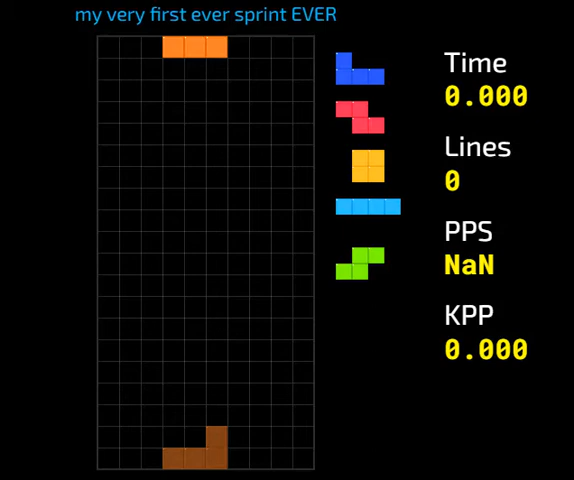 my very first ever sprint EVER
Time
0.000
Lines
0
PPS
NaN
KPP
0.000